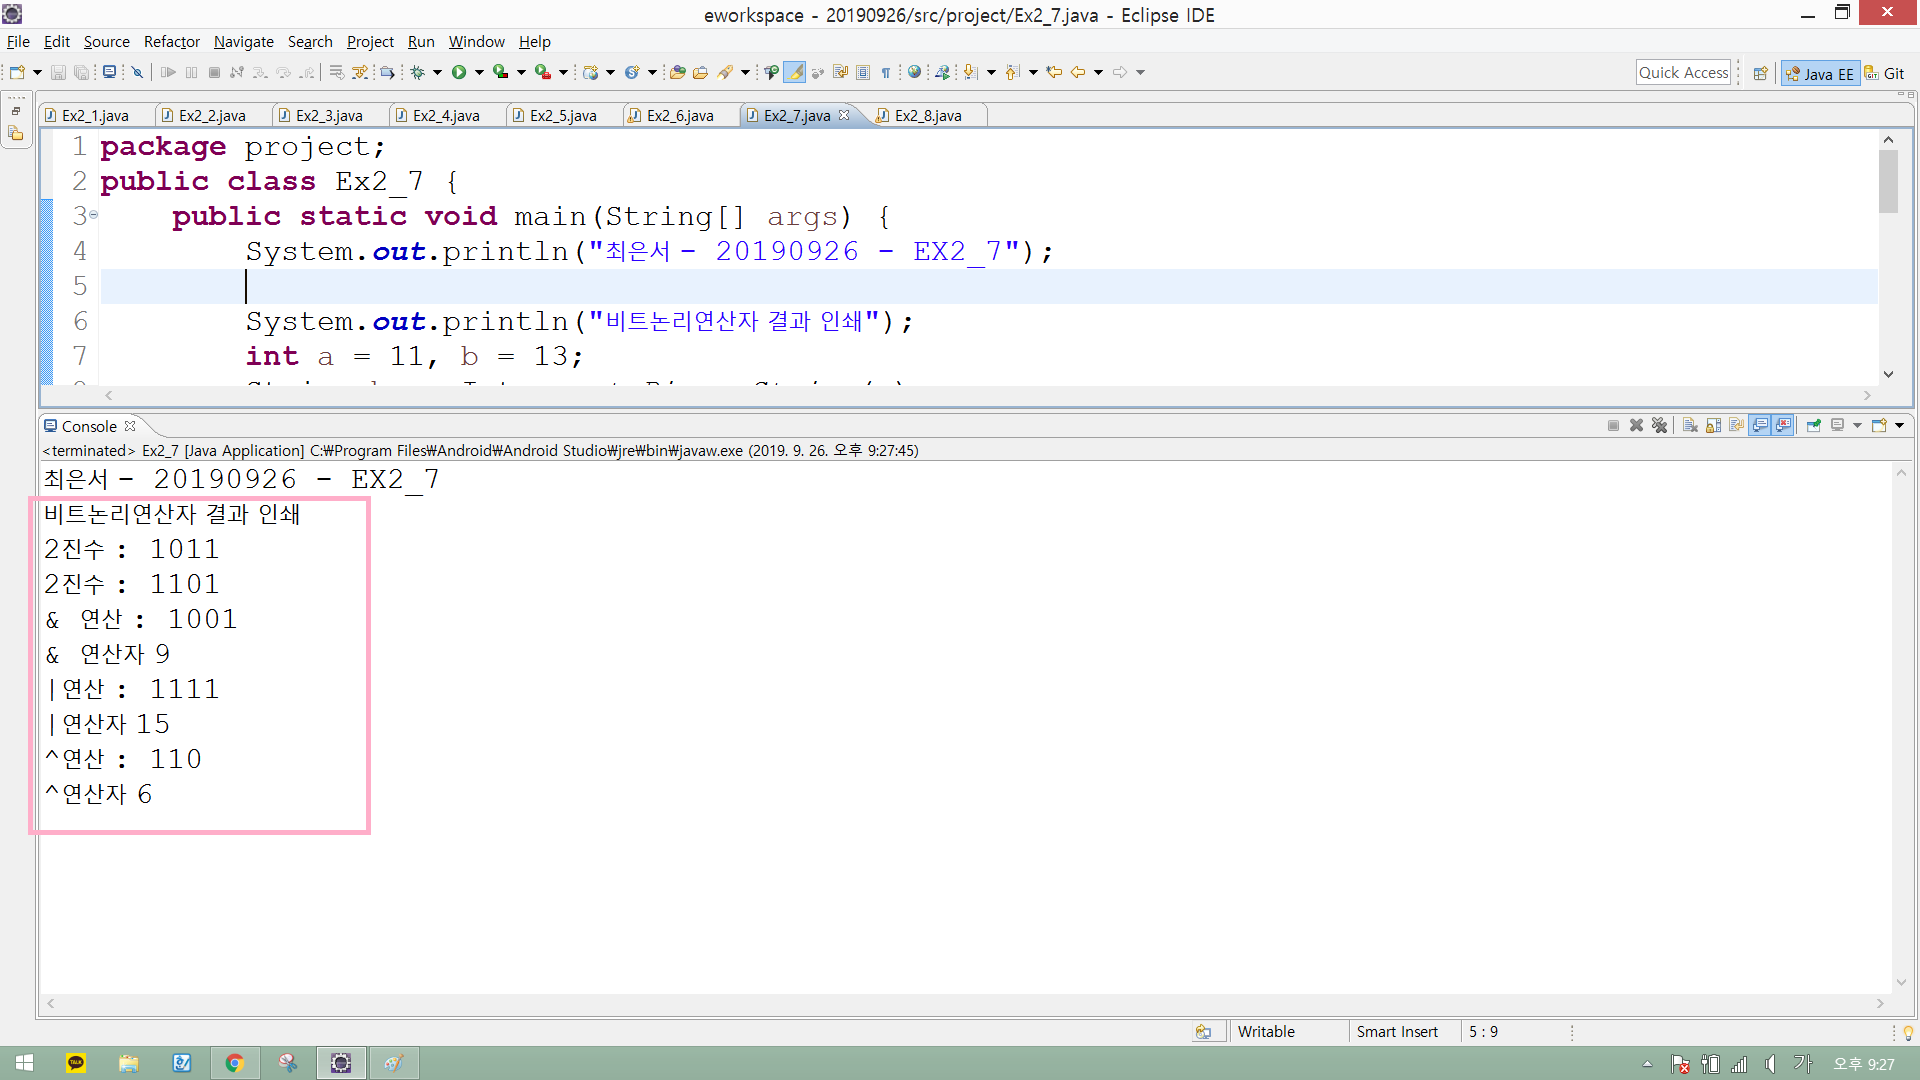 eworkspace - 20190926/src/project/Ex2_7.java - Eclipse IDE
File Edit Source Refactor Navigate Search Project Run Window Help
Quick Access Java EE Git
Ex2_1.java Ex2_2.java Ex2_3.java Ex2_4.java Ex2_5.java Ex2_6.java Ex2_7.java Ex2_8.java
1 package project;
2 public class Ex2_7 {
3 public static void main(String[] args) {
4 System.out.println("최은서 - 20190926 - EX2_7");
5
6 System.out.println("비트논리연산자 결과 인쇄");
7 int a = 11, b = 13;
Console
<terminated> Ex2_7 [Java Application] C:₩Program Files₩Android₩Android Studio₩jre₩bin₩javaw.exe (2019. 9. 26. 오후 9:27:45)
최은서 - 20190926 - EX2_7
비트논리연산자 결과 인쇄
2진수 : 1011
2진수 : 1101
& 연산 : 1001
& 연산자 9
|연산 : 1111
|연산자 15
^연산 : 110
^연산자 6
Writable Smart Insert 5 : 9
TALK 가 오후 9:27